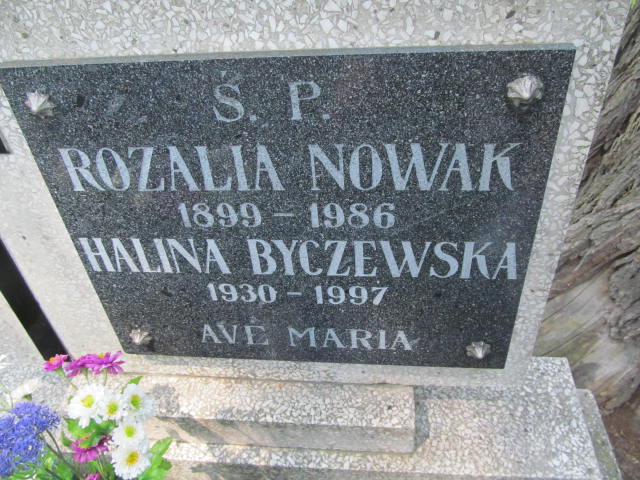 Ś. P.
ROZALIA NOWAK
1899 - 1986
HALINA BYCZEWSKA
1930 - 1997
AVE MARIA